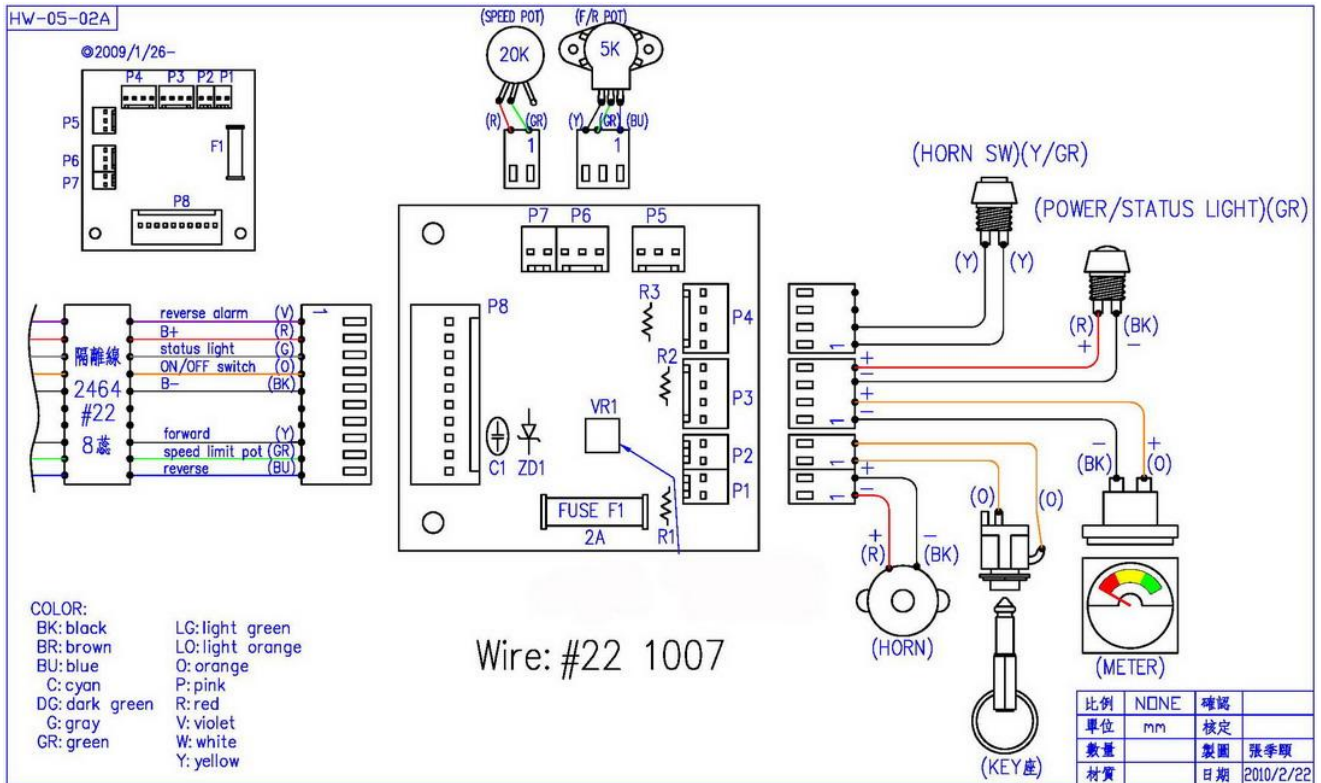 HW-05-02A
©2009/1/26-
P4 P3 P2 P1
P5
P6
P7
F1
P8
(SPEED POT)
20K
(R) (GR)
1
(F/R POT)
5K
(Y) (GR) (BU)
1
(HORN SW)(Y/GR)
(Y) (Y)
(POWER/STATUS LIGHT)(GR)
(R) (BK)
+ -
隔離線
2464
#22
8蕊
reverse alarm (V)
B+ (R)
status light (G)
ON/OFF switch (O)
B- (BK)
forward (Y)
speed limit pot (GR)
reverse (BU)
1
P7 P6 P5
P8
R3
P4
R2
P3
VR1
P2
C1 ZD1
P1
FUSE F1
2A
R1
1
+
-
+
-
1
1
+
-
1
+ -
(R) (BK)
(HORN)
(O) (O)
(KEY座)
- +
(BK) (O)
(METER)
COLOR:
BK: black
BR: brown
BU: blue
C: cyan
DG: dark green
G: gray
GR: green
LG: light green
LO: light orange
O: orange
P: pink
R: red
V: violet
W: white
Y: yellow
Wire: #22 1007
比例 NONE 確認
單位 mm 核定
數量 製圖 張季頤
材質 日期 2010/2/22